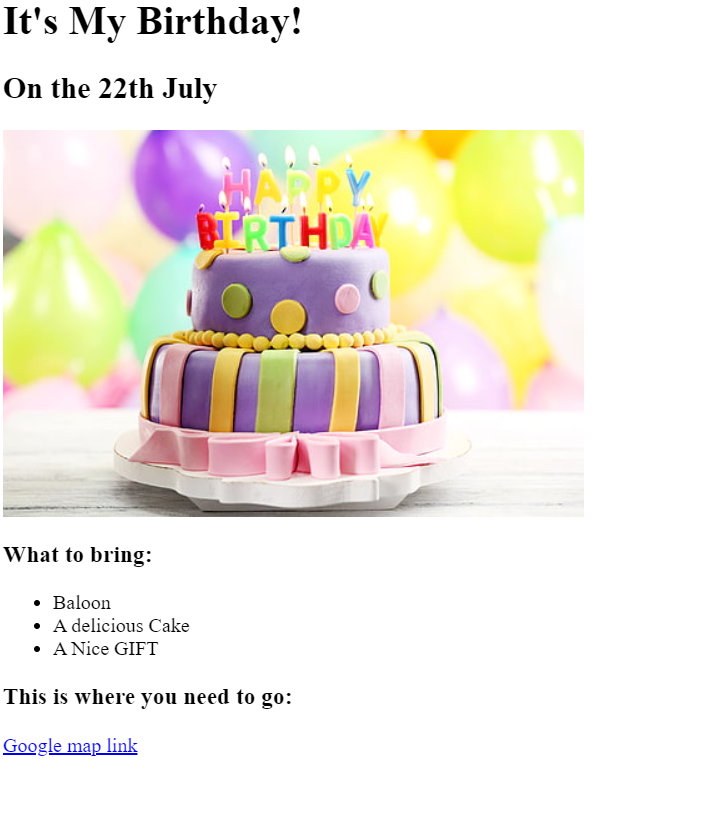 It's My Birthday!
On the 22th July
HAPPY
BIRTHDAY
What to bring:
Baloon
A delicious Cake
A Nice GIFT
This is where you need to go:
Google map link